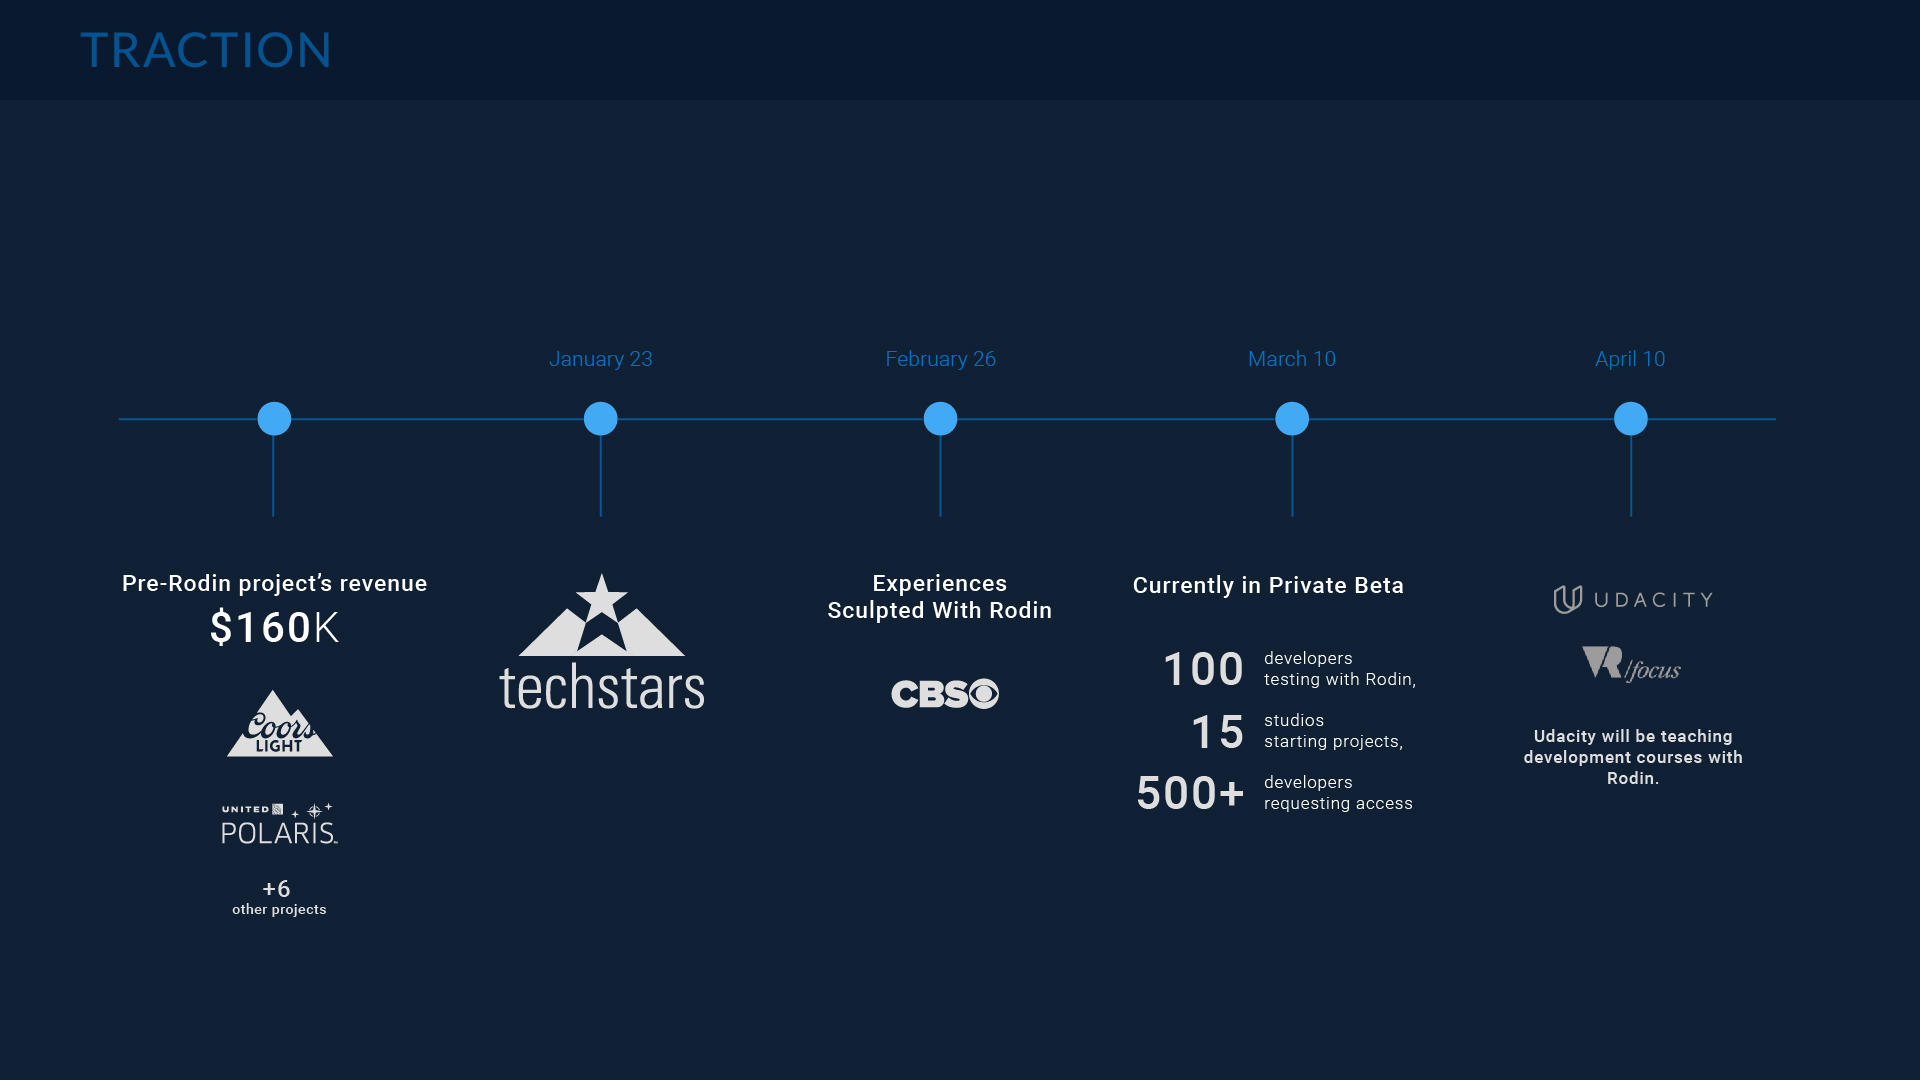 TRACTION
January 23
February 26
March 10
April 10
Pre-Rodin project’s revenue
$160K
Coors
LIGHT
UNITED
POLARIS
+6
other projects
techstars
Experiences
Sculpted With Rodin
CBS
Currently in Private Beta
100 developers
testing with Rodin,
15 studios
starting projects,
500+ developers
requesting access
UDACITY
VR/focus
Udacity will be teaching
development courses with
Rodin.